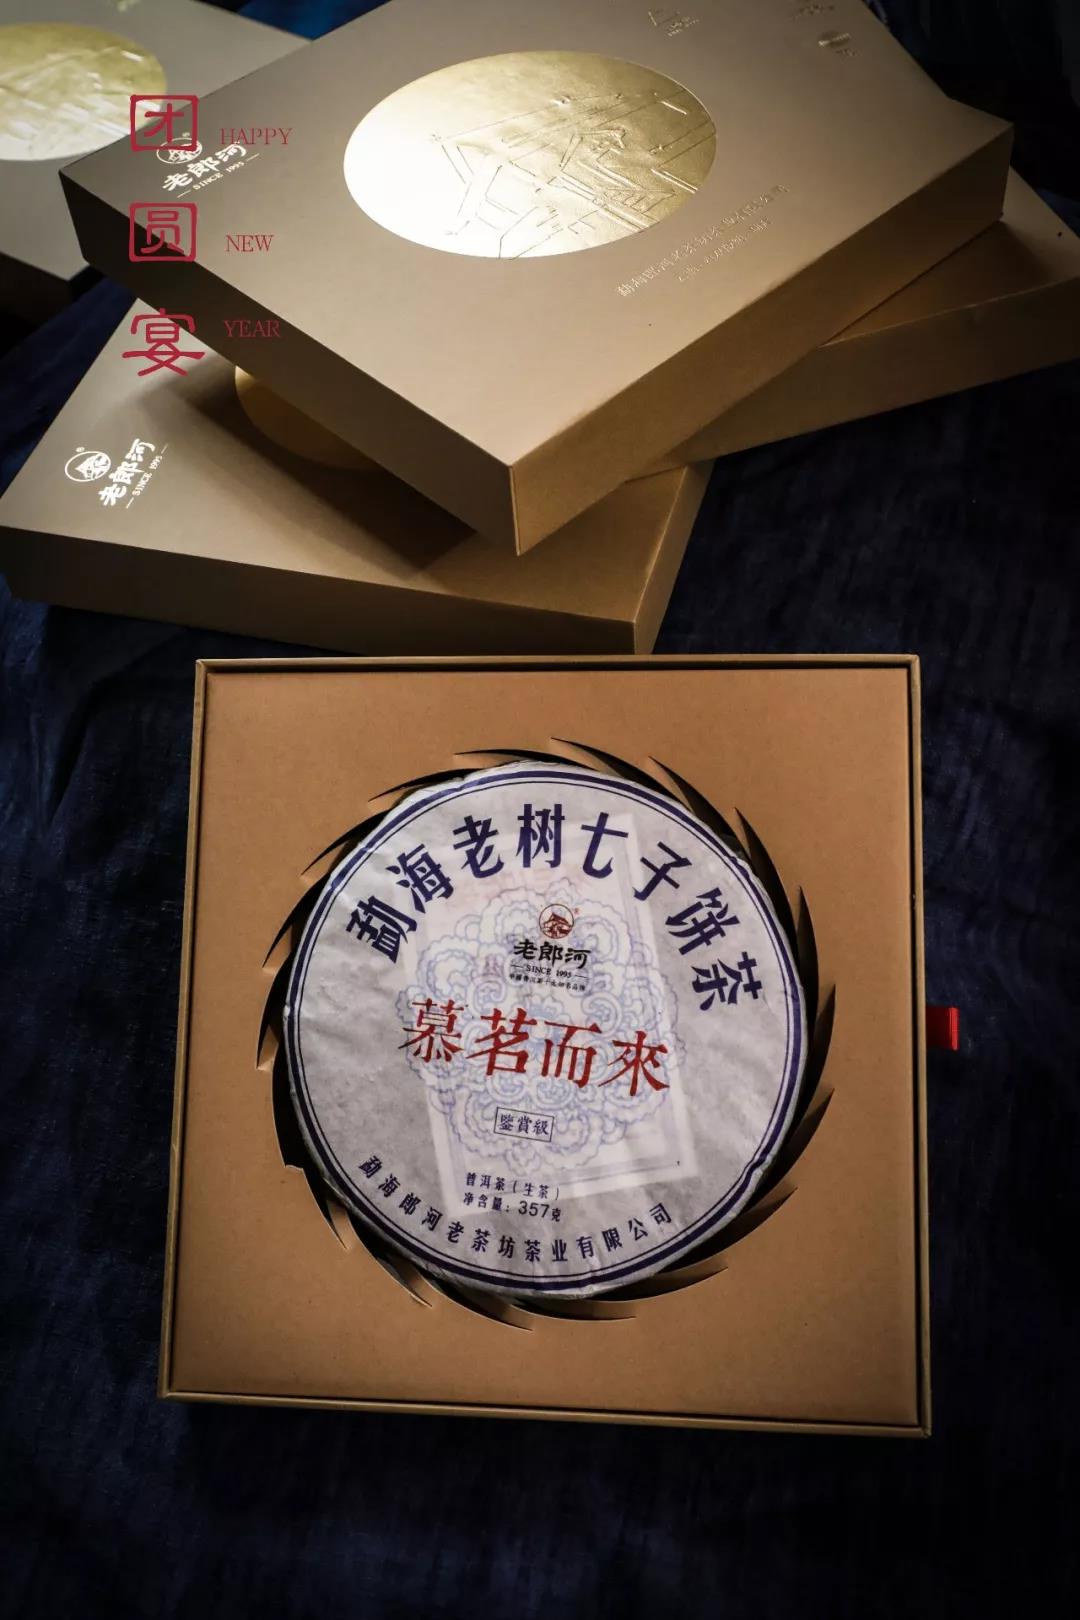 团 HAPPY
圆 NEW
宴 YEAR
老郎河
SINCE 1995
老郎河
SINCE 1995
勐海老树七子饼茶
老郎河
SINCE 1995
慕茗而來
鉴賞級
普洱茶(生茶)
净含量:357克
勐海郎河老茶坊茶业有限公司